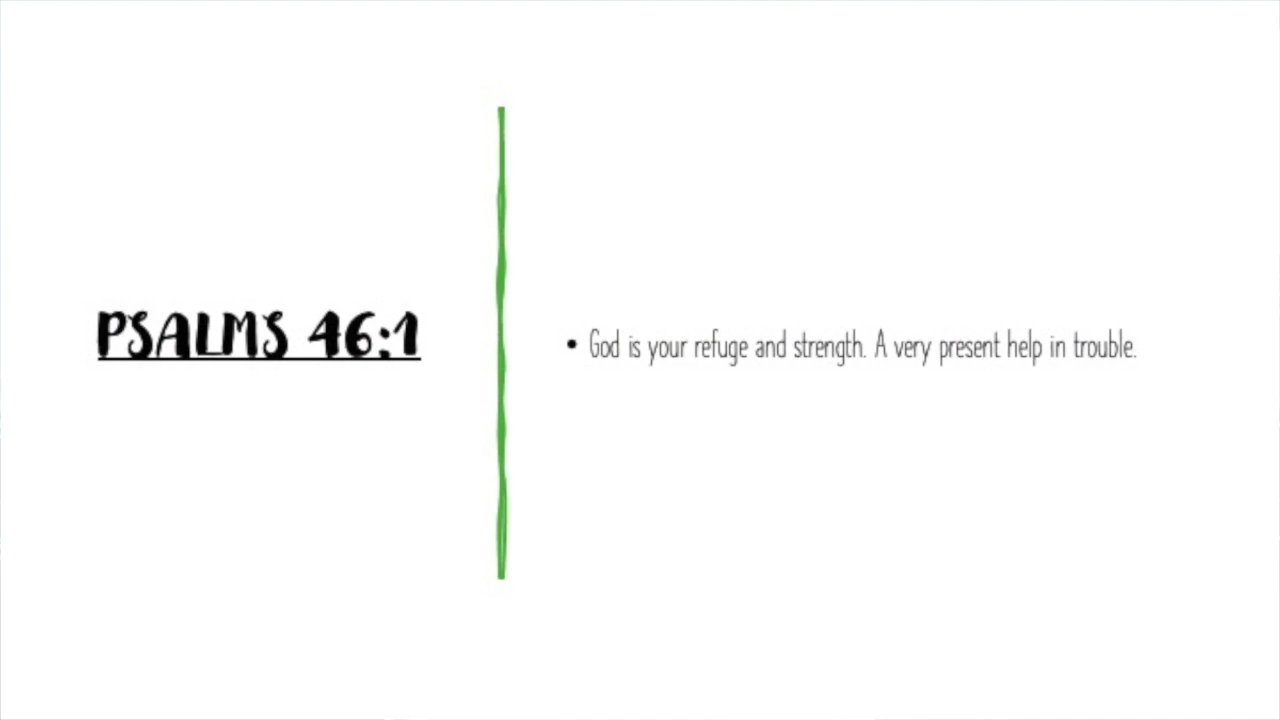 PSALMS 46:1
• God is your refuge and strength. A very present help in trouble.